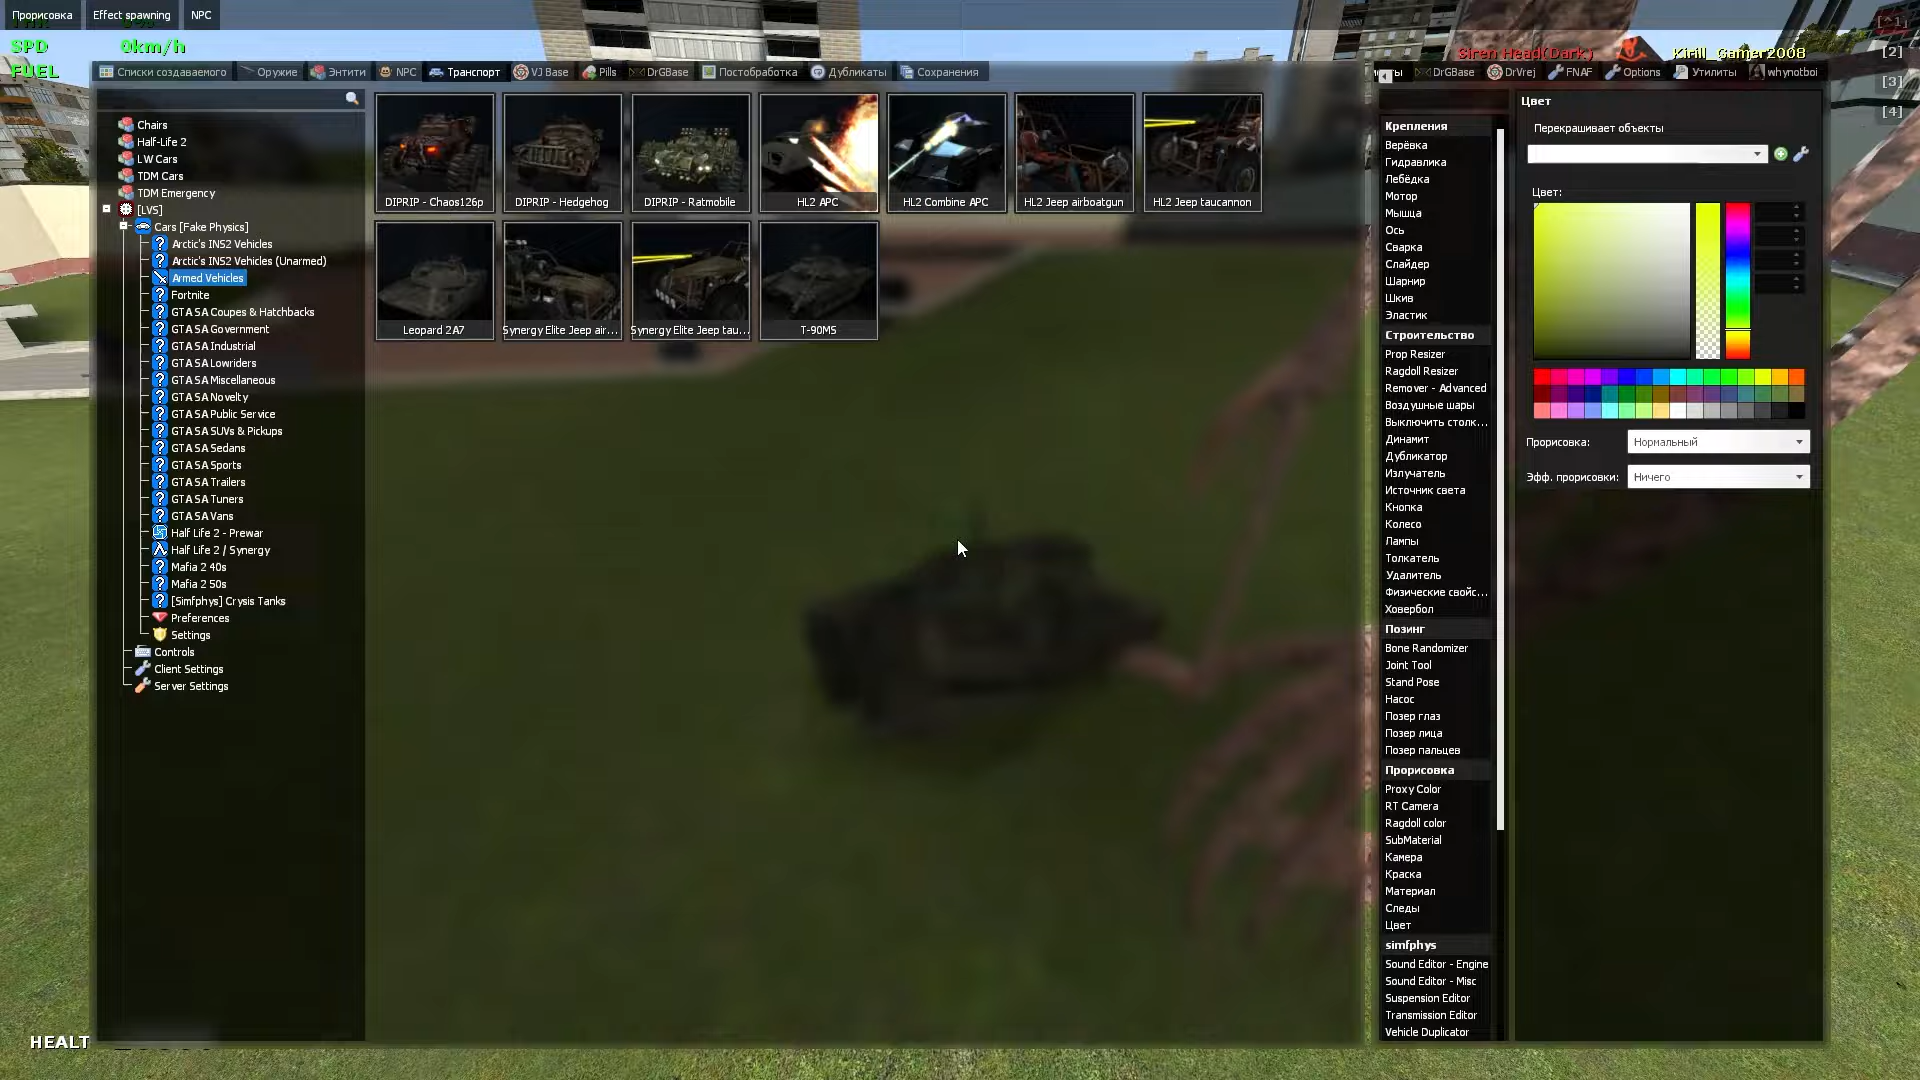 Прорисовка Effect spawning NPC
SPD 0km/h
FUEL
Siren Head(Dark) Kirill_Gamer2008
[^1]
[2]
[3]
[4]
Списки создаваемого Оружие Энтити NPC Транспорт VJ Base Pills DrGBase Постобработка Дубликаты Сохранения
DrGBase DrVrej FNAF Options Утилиты whynotboi
Chairs
Half-Life 2
LW Cars
TDM Cars
TDM Emergency
[LVS]
Cars [Fake Physics]
Arctic's INS2 Vehicles
Arctic's INS2 Vehicles (Unarmed)
Armed Vehicles
Fortnite
GTA SA Coupes & Hatchbacks
GTA SA Government
GTA SA Industrial
GTA SA Lowriders
GTA SA Miscellaneous
GTA SA Novelty
GTA SA Public Service
GTA SA SUVs & Pickups
GTA SA Sedans
GTA SA Sports
GTA SA Trailers
GTA SA Tuners
GTA SA Vans
Half Life 2 - Prewar
Half Life 2 / Synergy
Mafia 2 40s
Mafia 2 50s
[Simfphys] Crysis Tanks
Preferences
Settings
Controls
Client Settings
Server Settings
DIPRIP - Chaos126p DIPRIP - Hedgehog DIPRIP - Ratmobile HL2 APC HL2 Combine APC HL2 Jeep airboatgun HL2 Jeep taucannon
Leopard 2A7 Synergy Elite Jeep air... Synergy Elite Jeep tau... T-90MS
Крепления
Верёвка
Гидравлика
Лебёдка
Мотор
Мышца
Ось
Сварка
Слайдер
Шарнир
Шкив
Эластик
Строительство
Prop Resizer
Ragdoll Resizer
Remover - Advanced
Воздушные шары
Выключить столк...
Динамит
Дубликатор
Излучатель
Источник света
Кнопка
Колесо
Лампы
Толкатель
Удалитель
Физические свойс...
Ховербол
Позинг
Bone Randomizer
Joint Tool
Stand Pose
Насос
Позер глаз
Позер лица
Позер пальцев
Прорисовка
Proxy Color
RT Camera
Ragdoll color
SubMaterial
Камера
Краска
Материал
Следы
Цвет
simfphys
Sound Editor - Engine
Sound Editor - Misc
Suspension Editor
Transmission Editor
Vehicle Duplicator
Цвет
Перекрашивает объекты
Цвет:
Прорисовка: Нормальный
Эфф. прорисовки: Ничего
HEALT